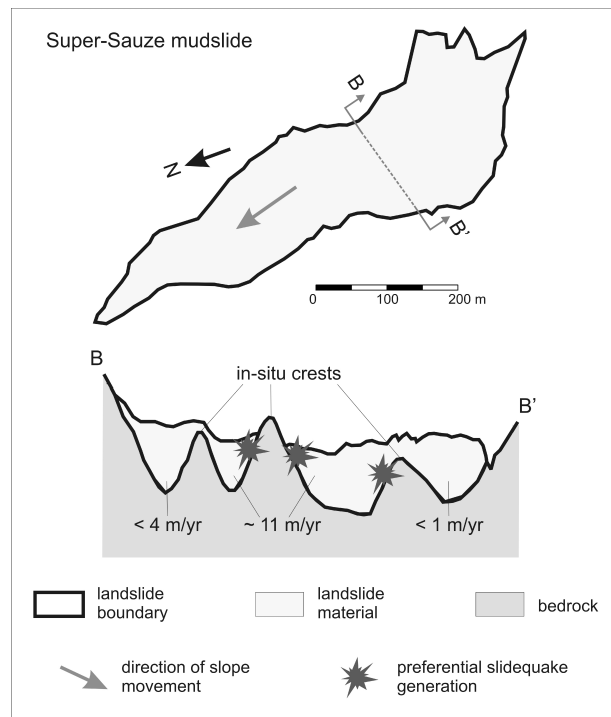 Super-Sauze mudslide
B
N
B'
0 100 200 m
B
in-situ crests
B'
< 4 m/yr
~ 11 m/yr
< 1 m/yr
landslide
boundary
landslide
material
bedrock
direction of slope
movement
preferential slidequake
generation